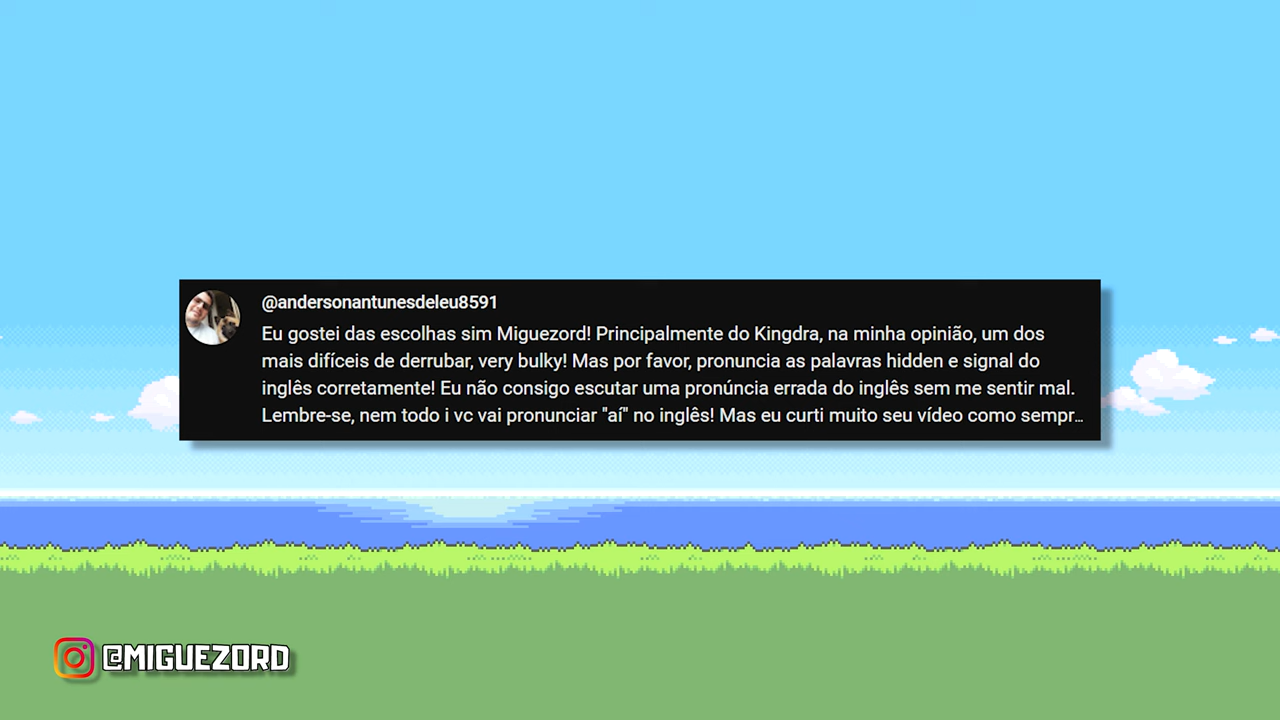 @andersonantunesdeleu8591
Eu gostei das escolhas sim Miguezord! Principalmente do Kingdra, na minha opinião, um dos
mais difíceis de derrubar, very bulky! Mas por favor, pronuncia as palavras hidden e signal do
inglês corretamente! Eu não consigo escutar uma pronúncia errada do inglês sem me sentir mal.
Lembre-se, nem todo i vc vai pronunciar "aí" no inglês! Mas eu curti muito seu vídeo como sempr...
@MIGUEZORD